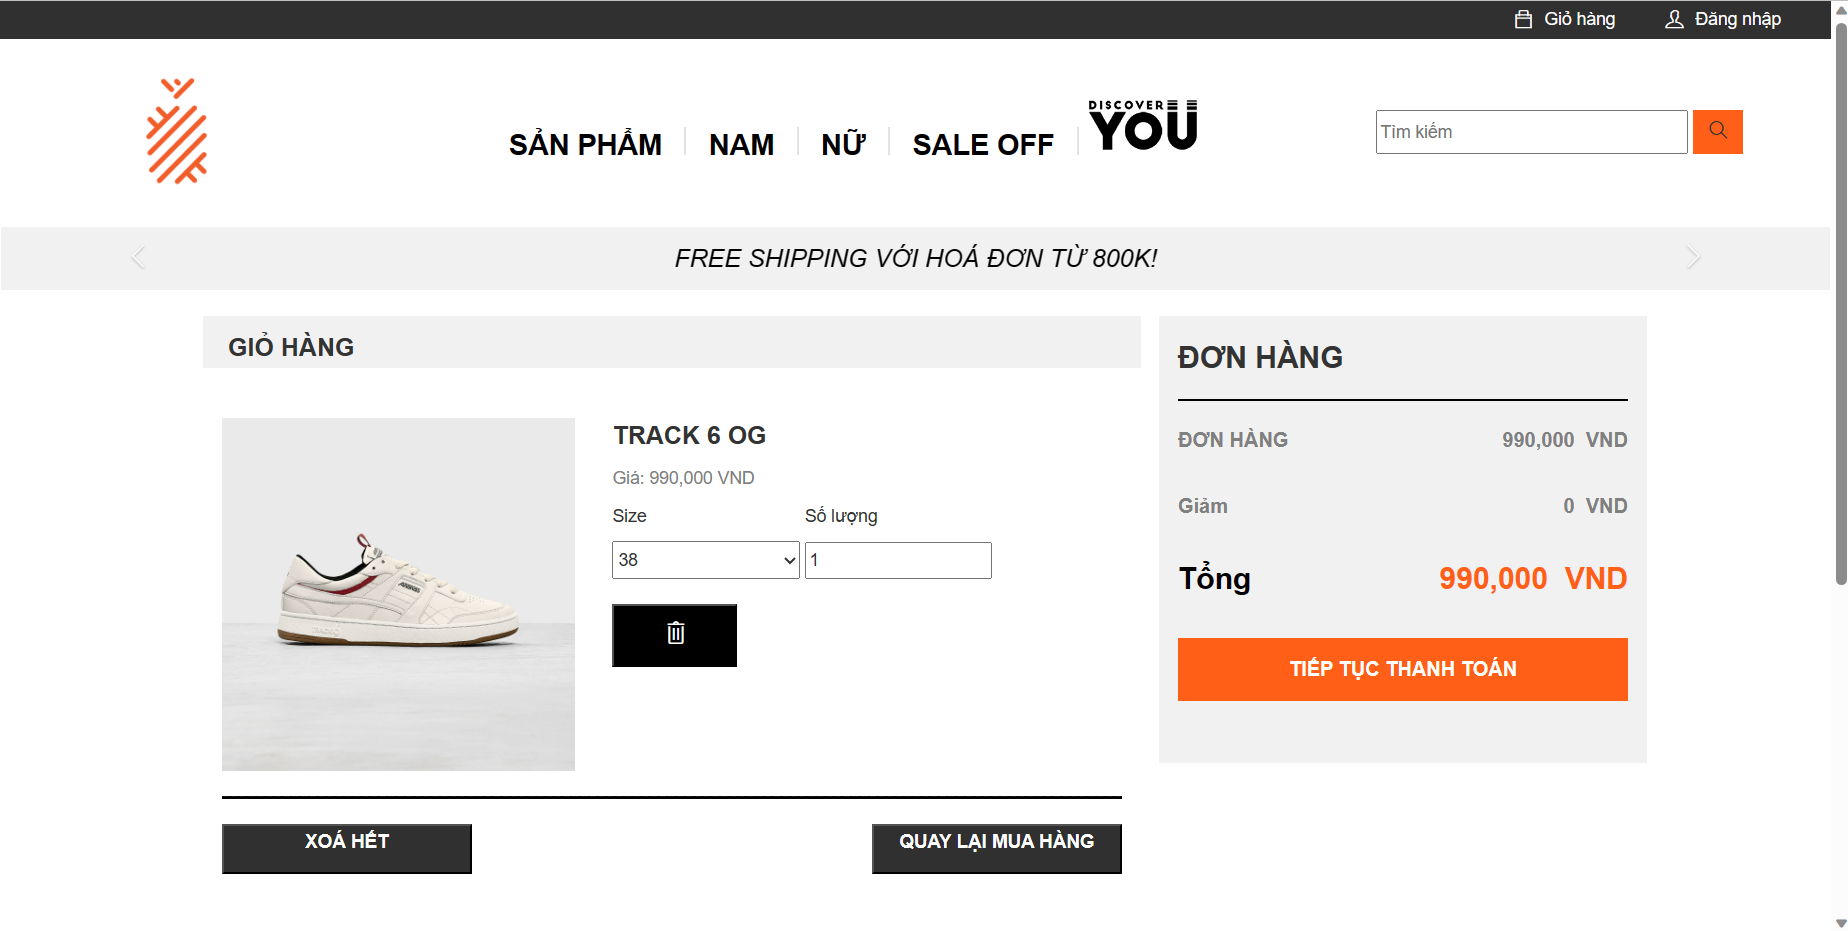 Giỏ hàng
Đăng nhập
SẢN PHẨM
NAM
NỮ
SALE OFF
DISCOVER
YOU
Tìm kiếm
FREE SHIPPING VỚI HOÁ ĐƠN TỪ 800K!
GIỎ HÀNG
TRACK 6 OG
Giá: 990,000 VND
Size
Số lượng
38
1
XOÁ HẾT
QUAY LẠI MUA HÀNG
ĐƠN HÀNG
ĐƠN HÀNG 990,000 VND
Giảm 0 VND
Tổng 990,000 VND
TIẾP TỤC THANH TOÁN